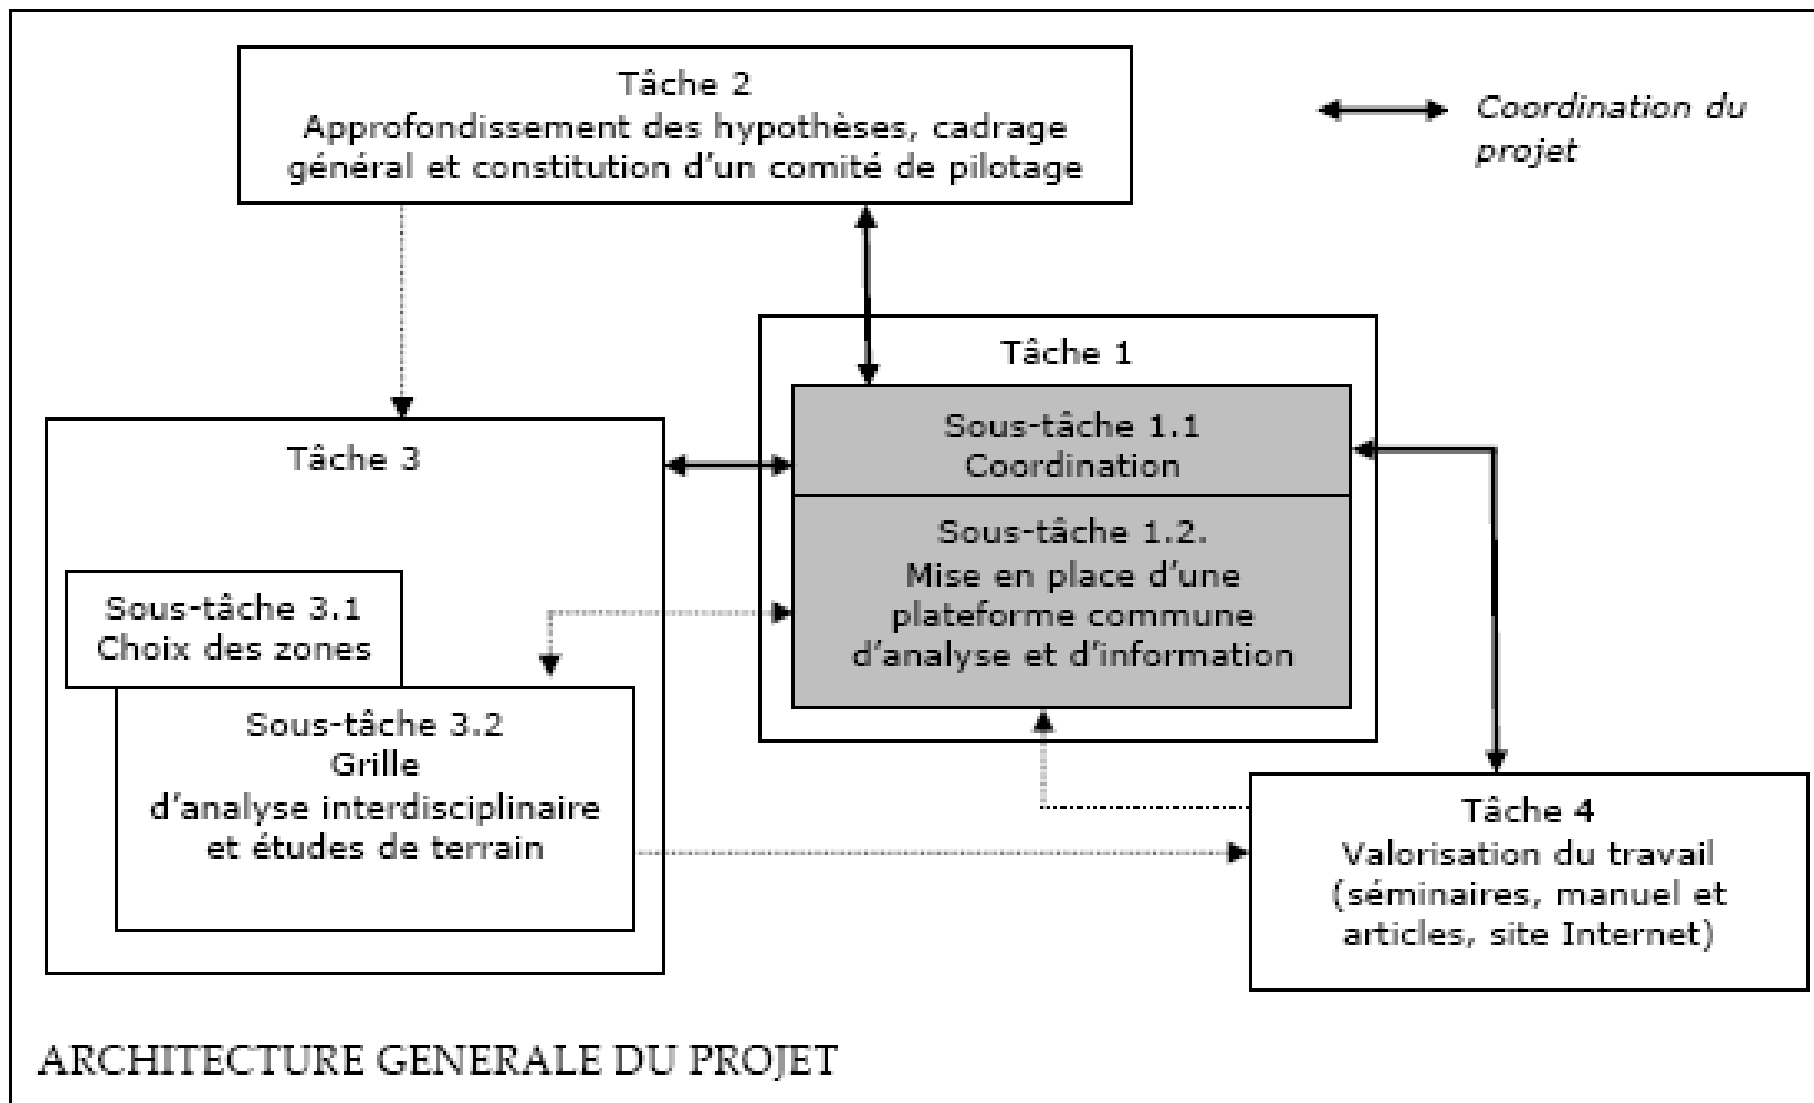 Tâche 2
Approfondissement des hypothèses, cadrage
général et constitution d'un comité de pilotage
Coordination du
projet
Tâche 1
Sous-tâche 1.1
Coordination
Sous-tâche 1.2.
Mise en place d'une
plateforme commune
d'analyse et d'information
Tâche 3
Sous-tâche 3.1
Choix des zones
Sous-tâche 3.2
Grille
d'analyse interdisciplinaire
et études de terrain
Tâche 4
Valorisation du travail
(séminaires, manuel et
articles, site Internet)
ARCHITECTURE GENERALE DU PROJET